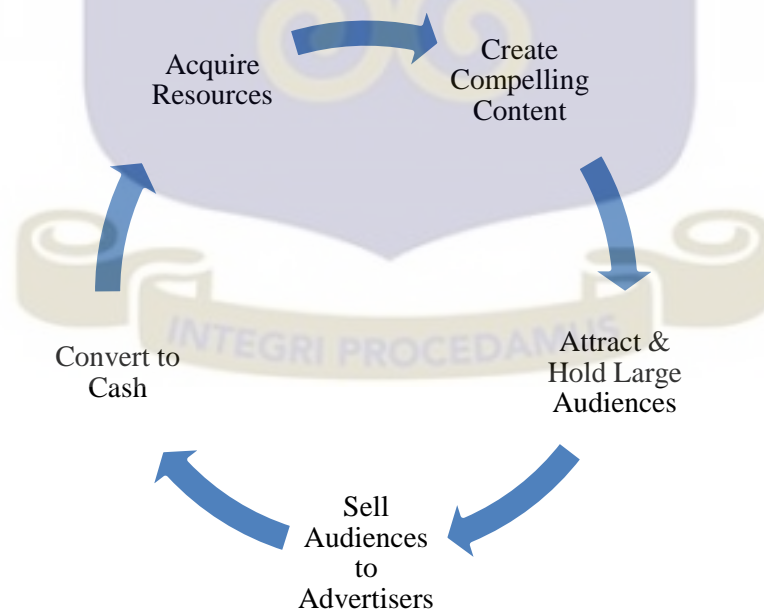 Acquire
Resources
Create
Compelling
Content
Attract &
Hold Large
Audiences
Sell
Audiences
to
Advertisers
Convert to
Cash
INTEGRI PROCEDAMUS